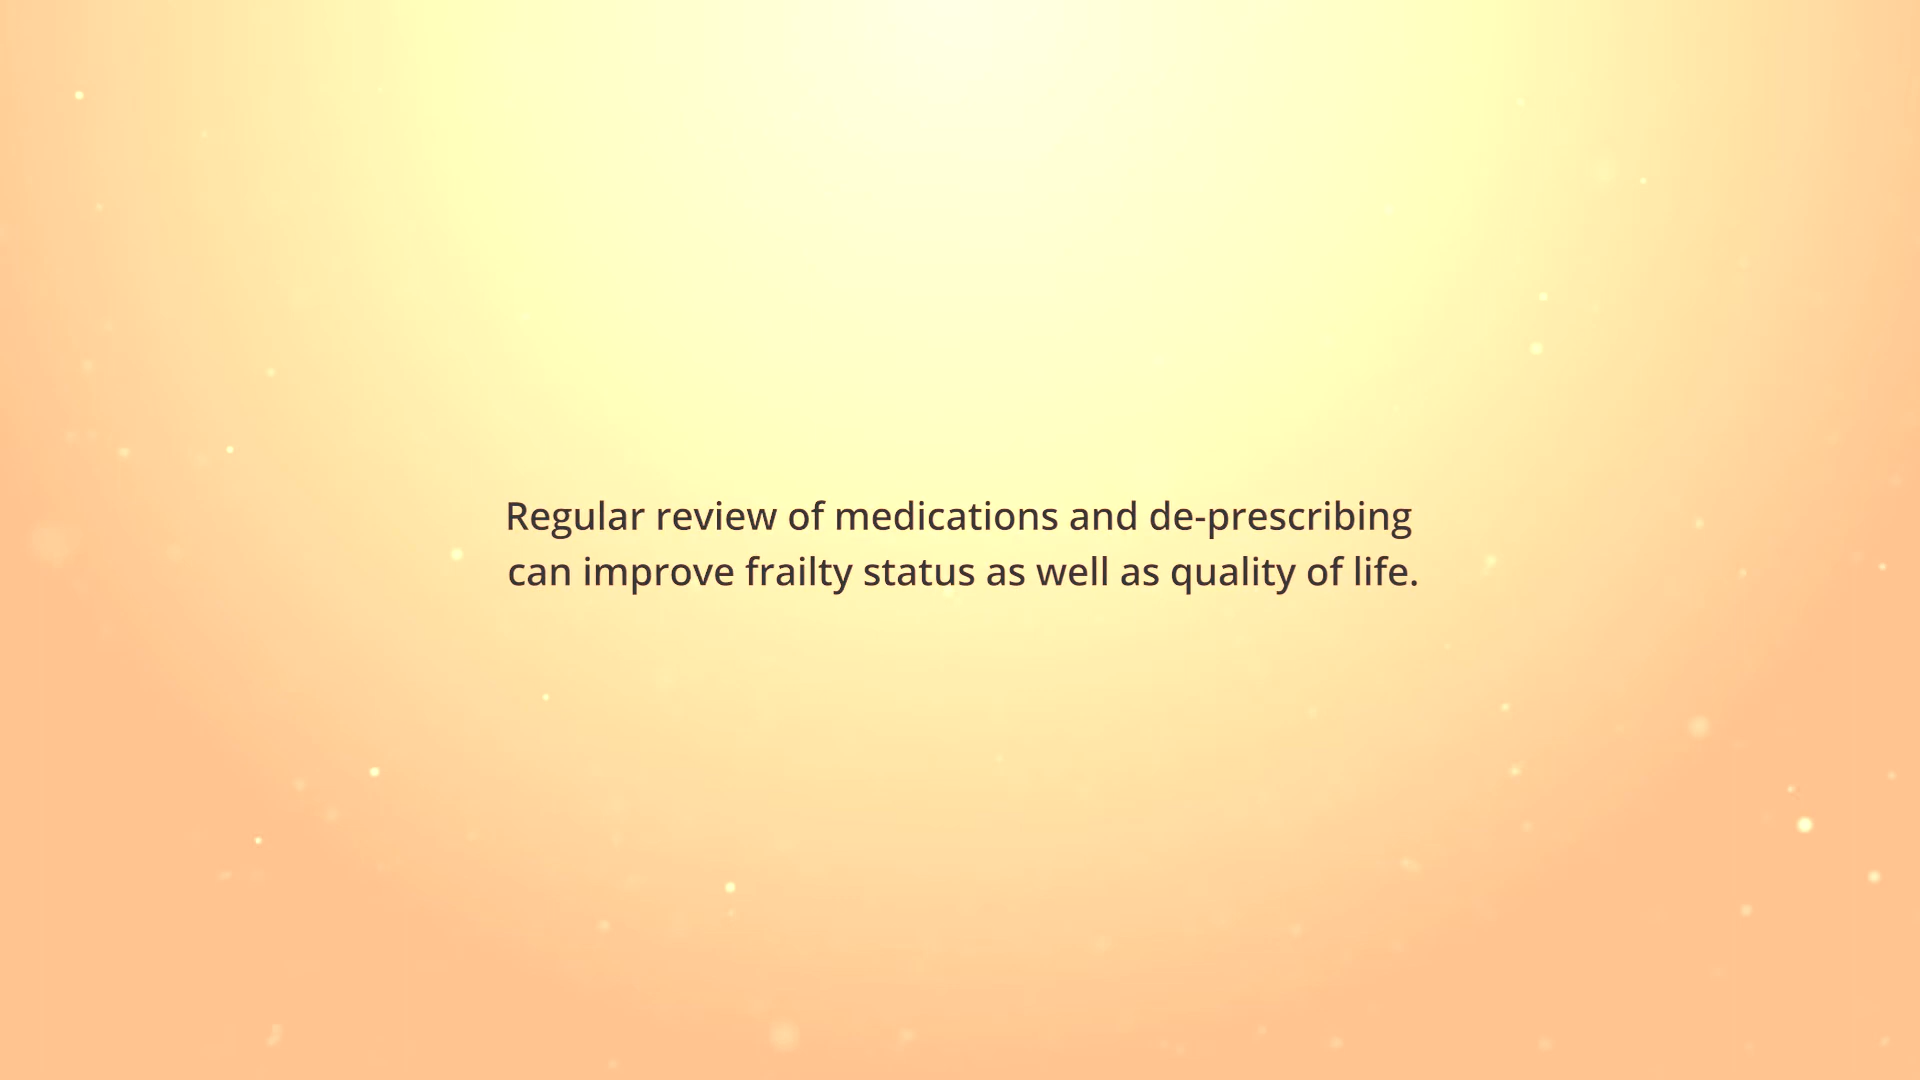 Regular review of medications and de-prescribing
can improve frailty status as well as quality of life.